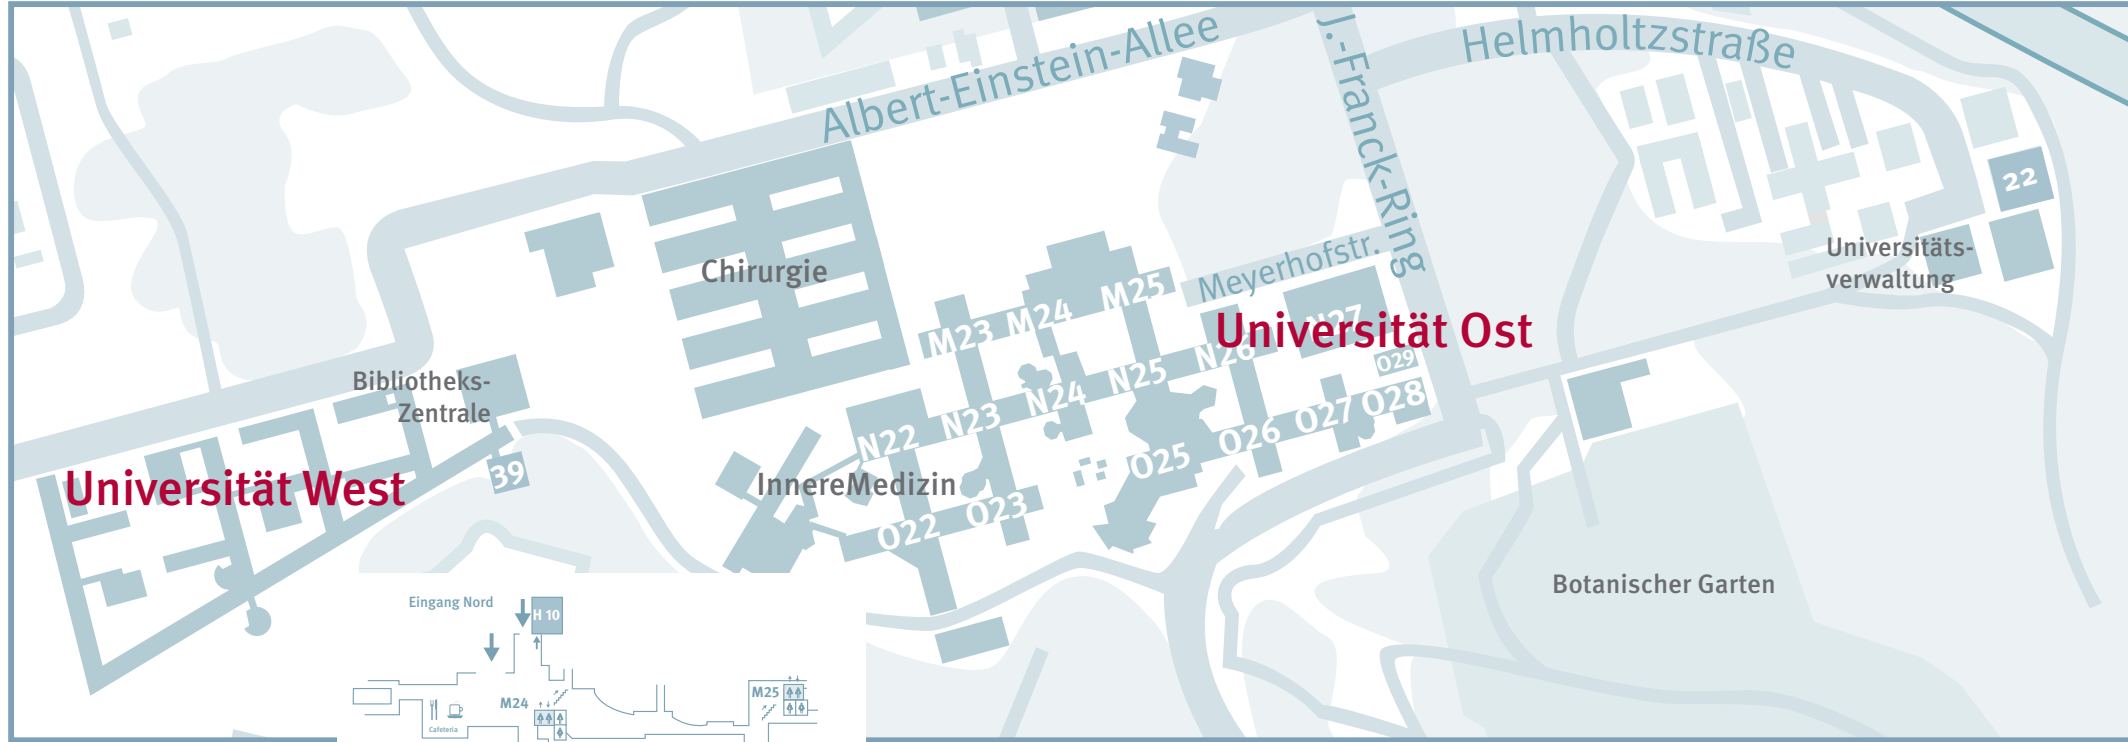 Albert-Einstein-Allee
J.-Franck-Ring
Helmholtzstraße
22
Universitäts-
verwaltung
Chirurgie
Meyerhofstr.
M23
M24
M25
Universität Ost
N27
N26
N25
N24
N23
N22
O29
O28
O27
O26
O25
O23
O22
Bibliotheks-
Zentrale
39
Universität West
InnereMedizin
Botanischer Garten
Eingang Nord
H 10
M24
M25
Cafeteria